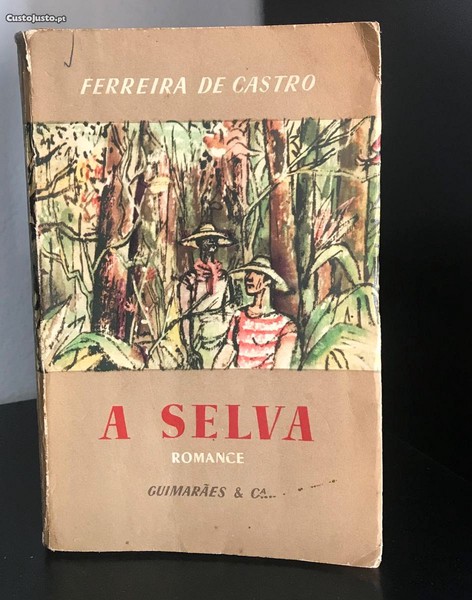 CustoJusto.pt
FERREIRA DE CASTRO
A SELVA
ROMANCE
GUIMARÃES & Cª.